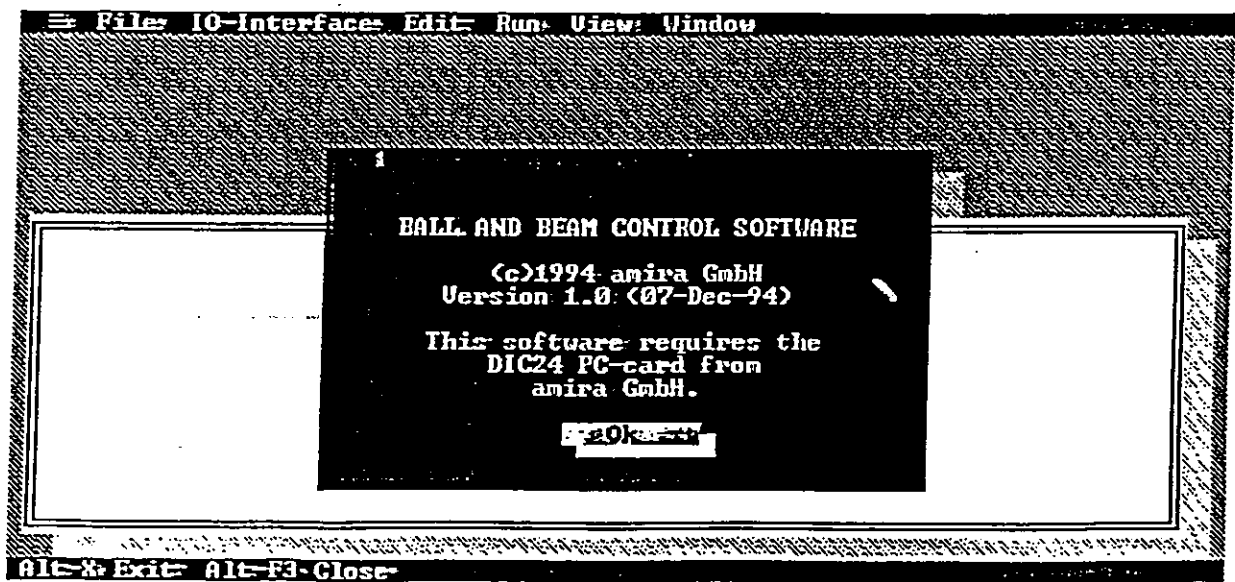 ≡ File IO-Interface Edit Run View Window
BALL AND BEAM CONTROL SOFTWARE
(c)1994 amira GmbH
Version 1.0 (07-Dec-94)
This software requires the
DIC24 PC-card from
amira GmbH.
Ok
Alt-X Exit Alt-F3 Close